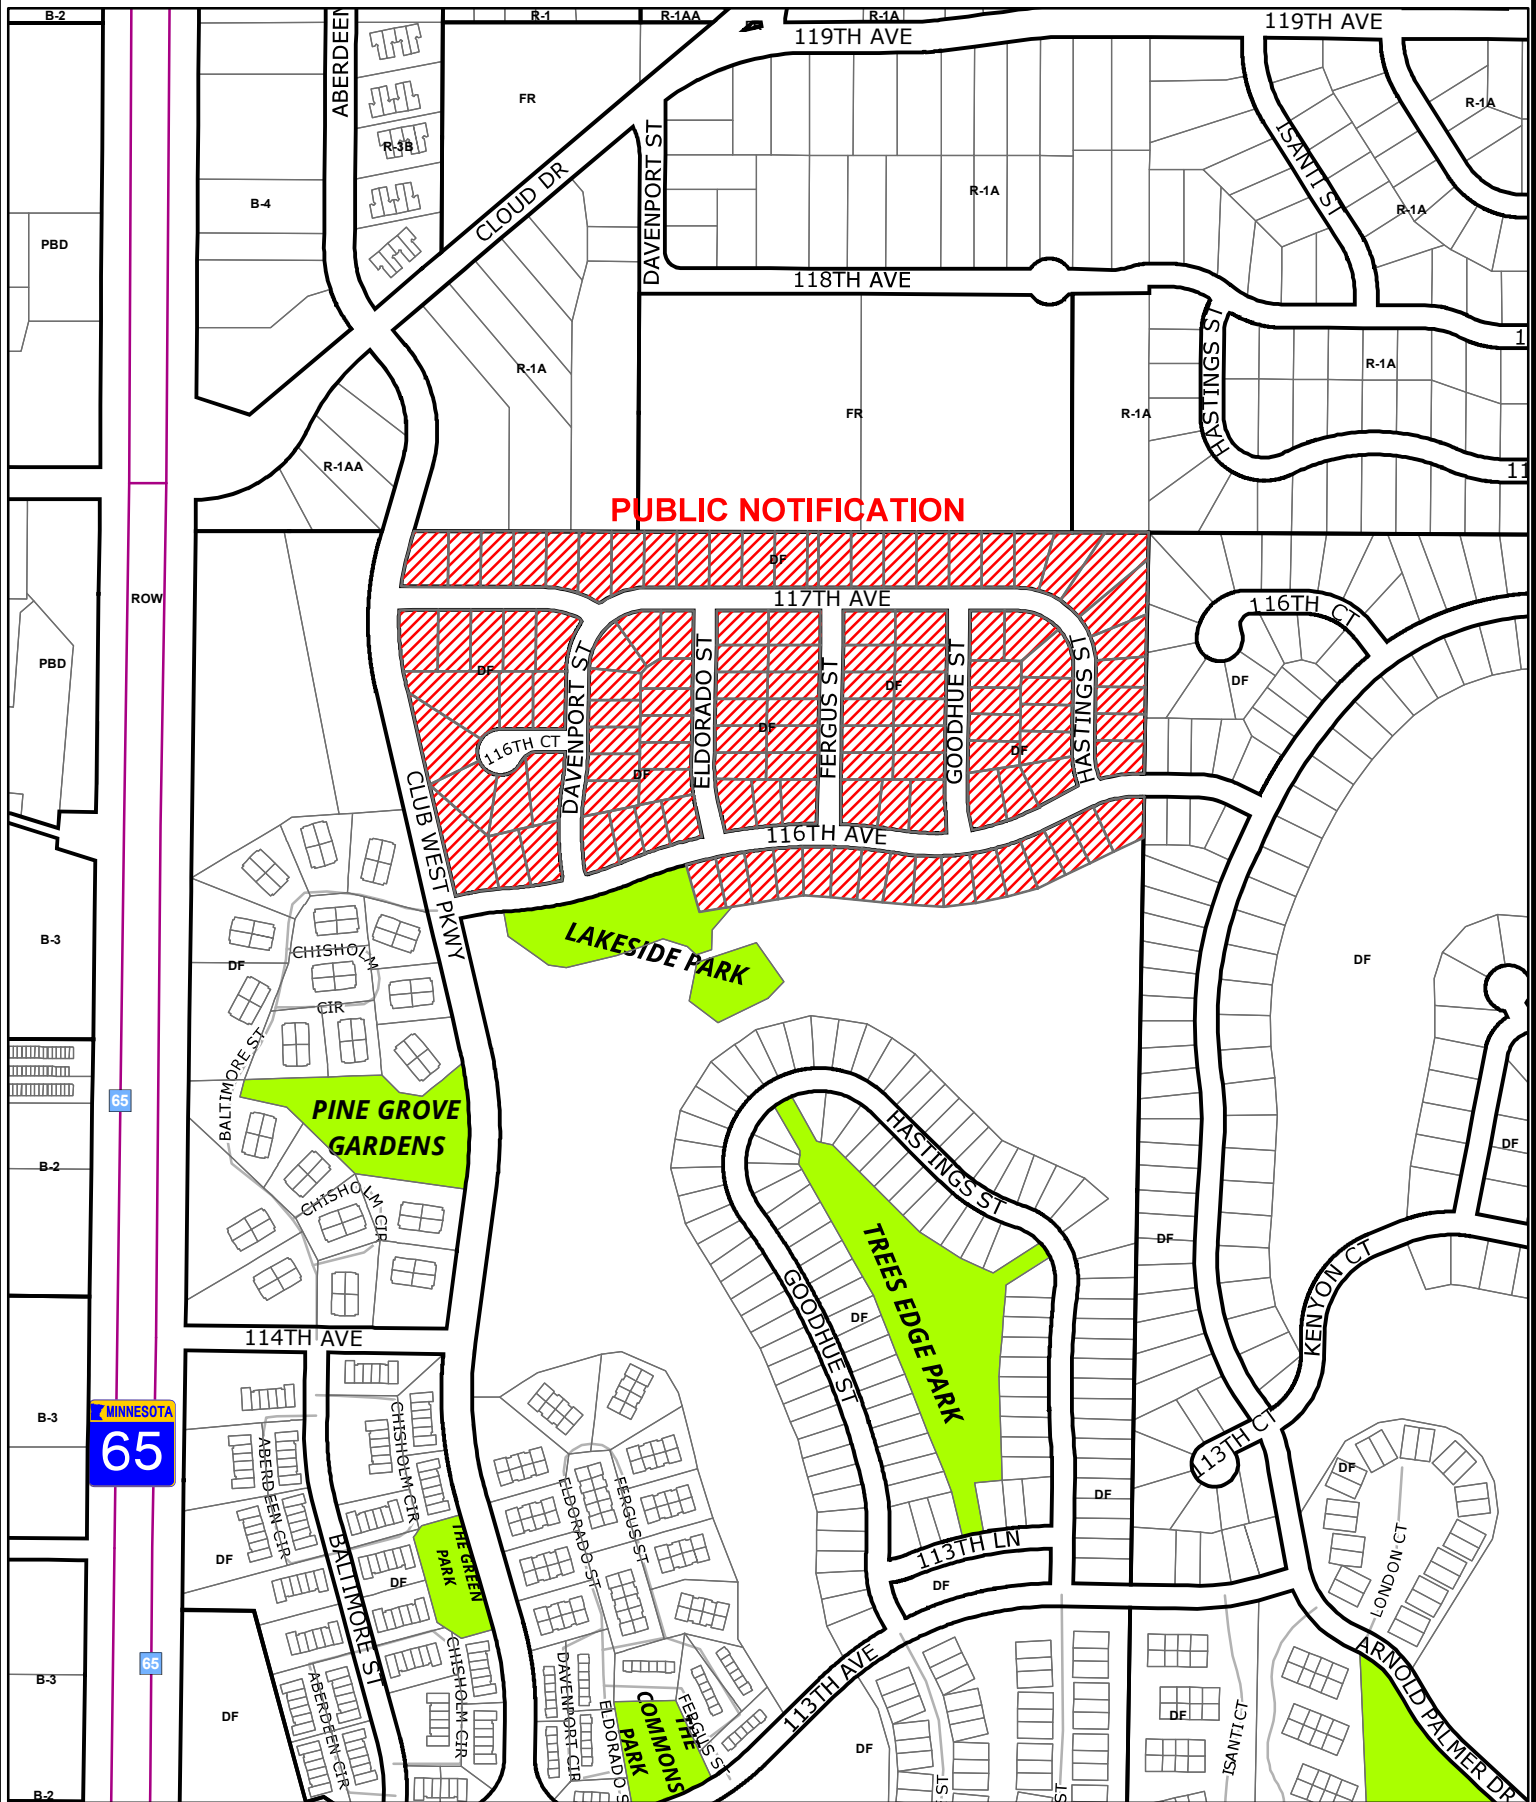 B-2
R-1
R-1AA
R-1A
119TH AVE
119TH AVE
ABERDEEN
FR
R-1A
R-3B
CLOUD DR
DAVENPORT ST
ISANTI ST
R-1A
R-1A
B-4
PBD
118TH AVE
HASTINGS ST
R-1A
R-1A
FR
R-1A
R-1AA
11
PUBLIC NOTIFICATION
DF
ROW
117TH AVE
116TH CT
PBD
DF
DAVENPORT ST
ELDORADO ST
FERGUS ST
GOODHUE ST
HASTINGS ST
DF
DF
DF
116TH CT
DF
DF
CLUB WEST PKWY
116TH AVE
B-3
LAKESIDE PARK
CHISHOLM
CIR
DF
DF
BALTIMORE ST
65
PINE GROVE
GARDENS
HASTINGS ST
DF
B-2
CHISHOLM CIR
TREES EDGE PARK
DF
KENYON CT
GOODHUE ST
DF
114TH AVE
B-3
MINNESOTA
65
CHISHOLM CIR
ABERDEEN CIR
113TH CT
DF
ELDORADO ST
FERGUS ST
DF
THE GREEN
PARK
BALTIMORE ST
DF
DF
113TH LN
DF
LONDON CT
65
B-3
CHISHOLM CIR
ABERDEEN CIR
DAVENPORT CIR
ELDORADO S
THE
COMMONS
PARK
FERGUS ST
113TH AVE
ARNOLD PALMER DR
DF
DF
DF
ISANTI CT
ST
ST
B-2